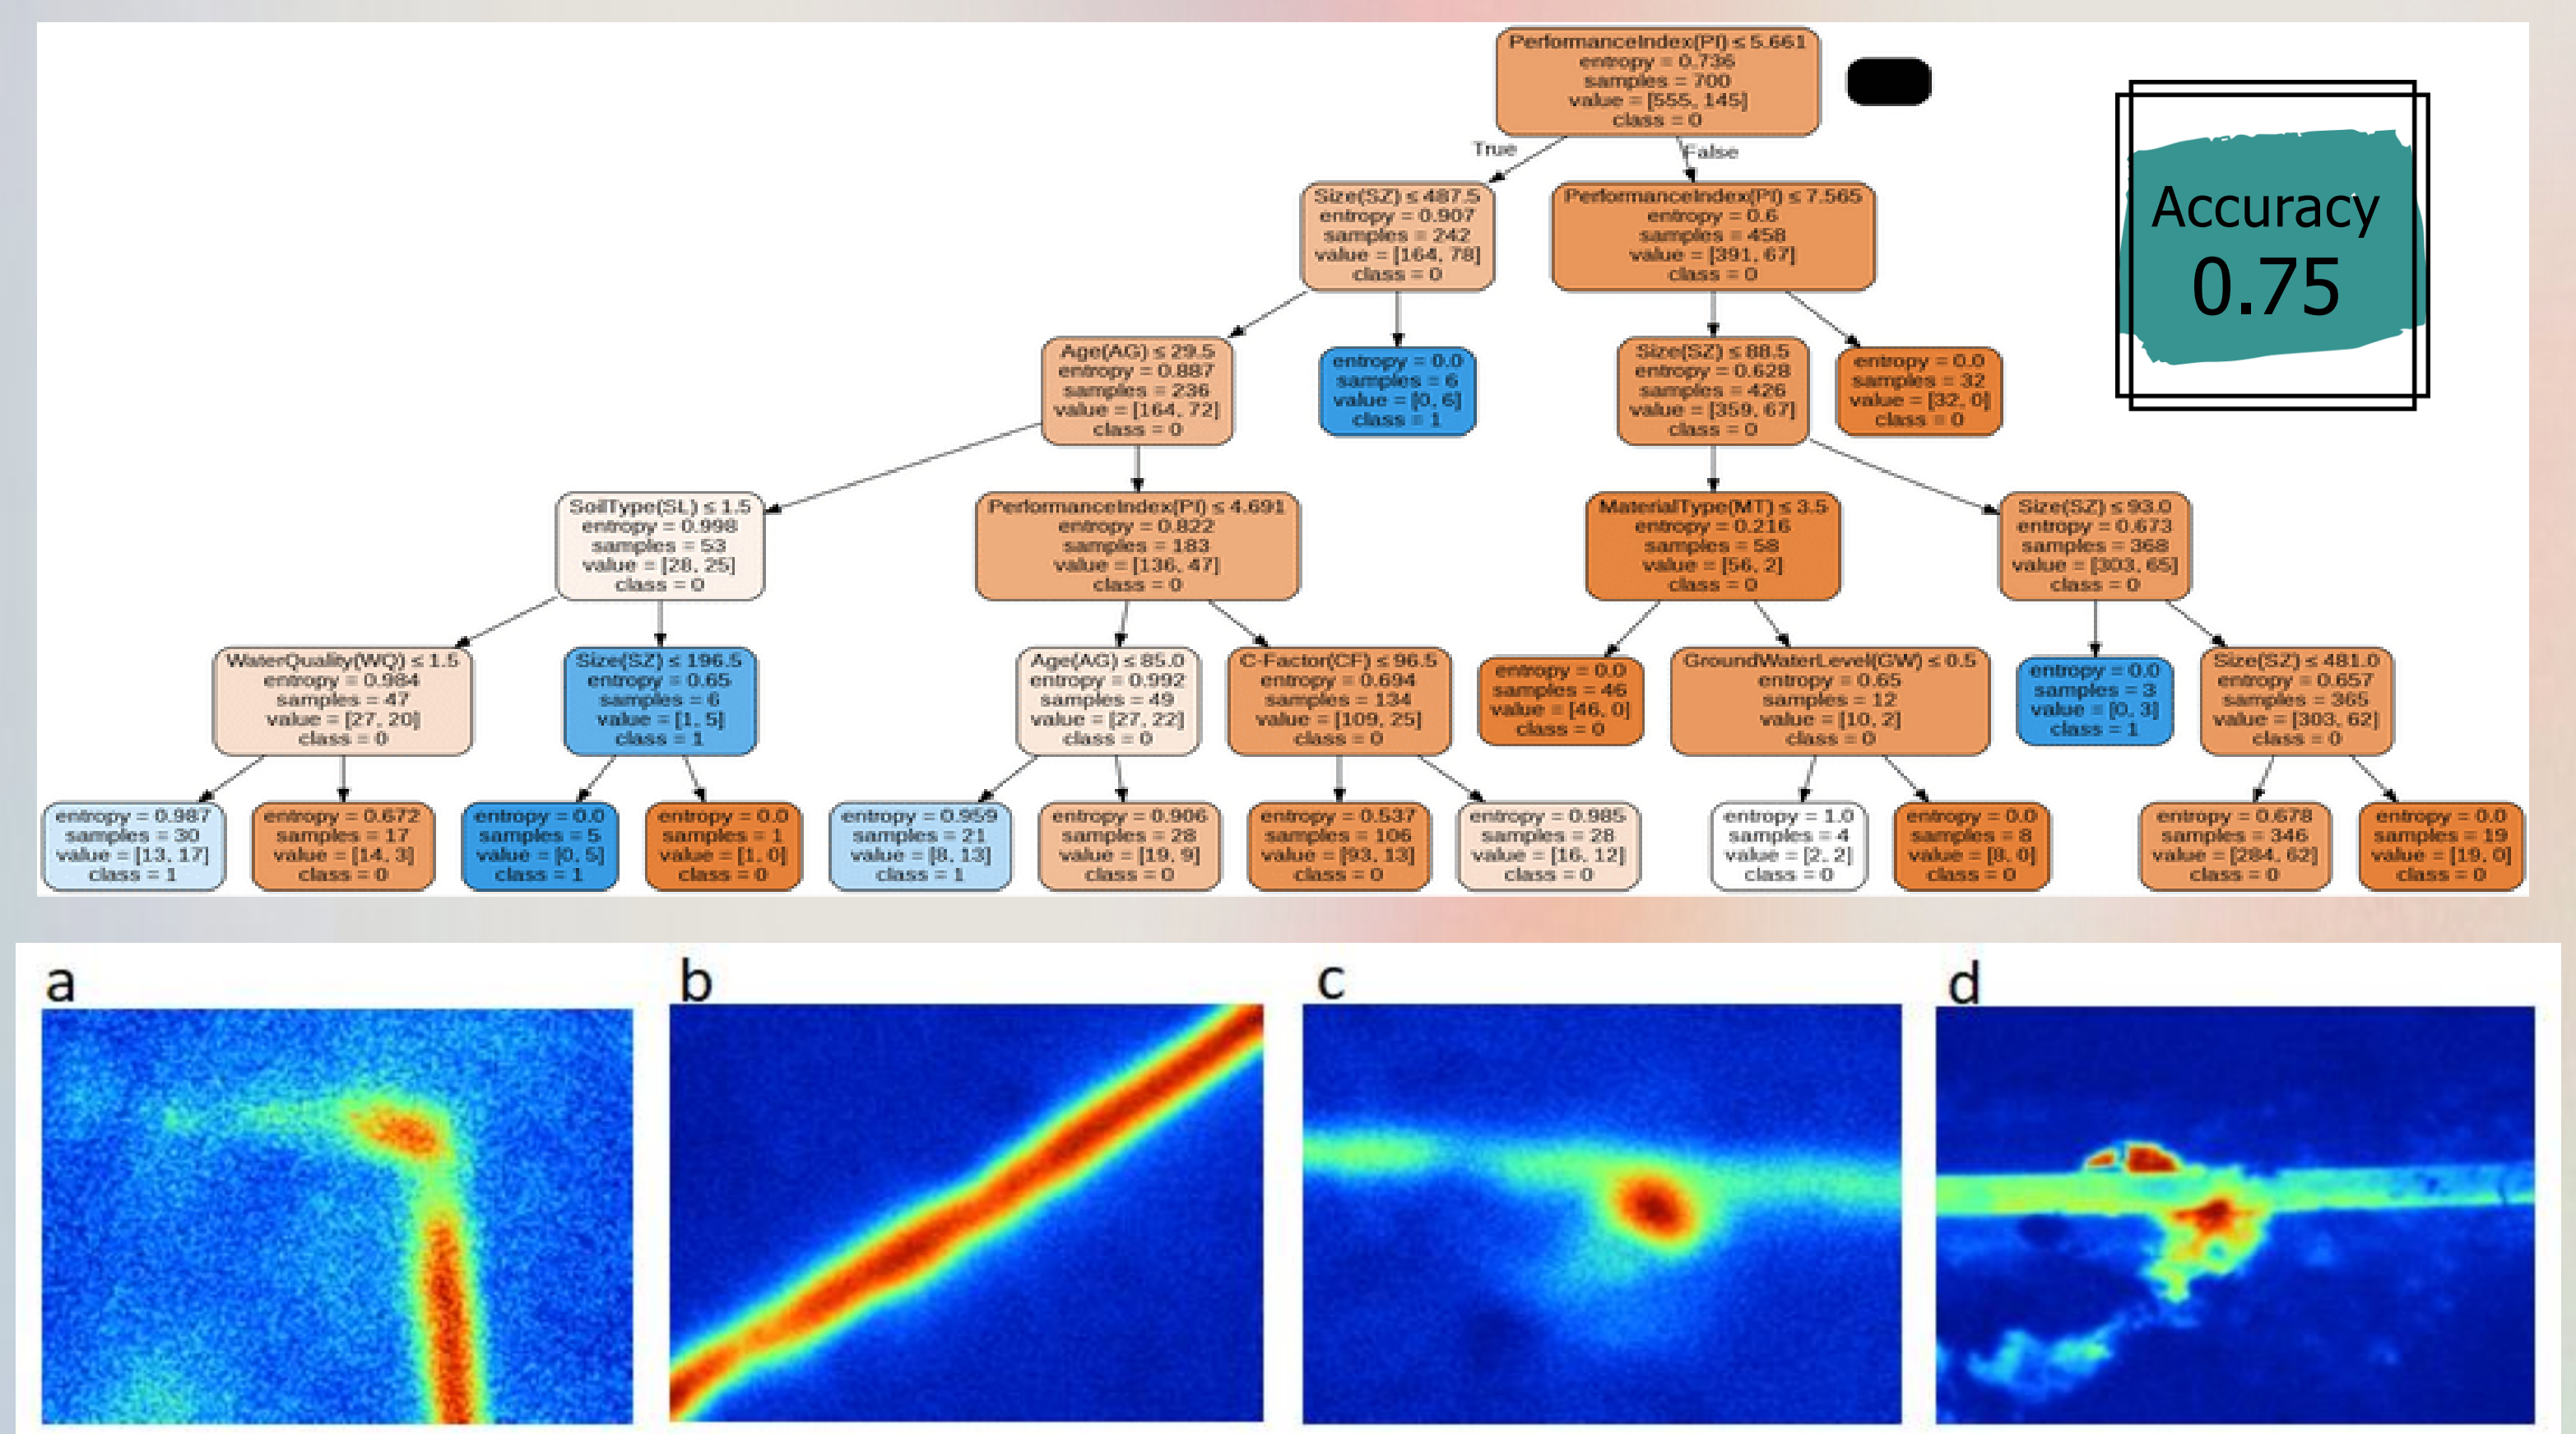 PerformanceIndex(PI) ≤ 5.661
entropy = 0.736
samples = 700
value = [555, 145]
class = 0
True
False
Size(SZ) ≤ 487.5
entropy = 0.907
samples = 242
value = [164, 78]
class = 0
PerformanceIndex(PI) ≤ 7.565
entropy = 0.6
samples = 458
value = [391, 67]
class = 0
Accuracy
0.75
Age(AG) ≤ 29.5
entropy = 0.887
samples = 236
value = [164, 72]
class = 0
entropy = 0.0
samples = 6
value = [0, 6]
class = 1
Size(SZ) ≤ 88.5
entropy = 0.628
samples = 426
value = [359, 67]
class = 0
entropy = 0.0
samples = 32
value = [32, 0]
class = 0
SoilType(SL) ≤ 1.5
entropy = 0.998
samples = 53
value = [28, 25]
class = 0
PerformanceIndex(PI) ≤ 4.691
entropy = 0.822
samples = 183
value = [136, 47]
class = 0
MaterialType(MT) ≤ 3.5
entropy = 0.216
samples = 58
value = [56, 2]
class = 0
Size(SZ) ≤ 93.0
entropy = 0.673
samples = 368
value = [303, 65]
class = 0
WaterQuality(WQ) ≤ 1.5
entropy = 0.984
samples = 47
value = [27, 20]
class = 0
Size(SZ) ≤ 196.5
entropy = 0.65
samples = 6
value = [1, 5]
class = 1
Age(AG) ≤ 85.0
entropy = 0.992
samples = 49
value = [27, 22]
class = 0
C-Factor(CF) ≤ 96.5
entropy = 0.694
samples = 134
value = [109, 25]
class = 0
entropy = 0.0
samples = 46
value = [46, 0]
class = 0
GroundWaterLevel(GW) ≤ 0.5
entropy = 0.65
samples = 12
value = [10, 2]
class = 0
entropy = 0.0
samples = 3
value = [0, 3]
class = 1
Size(SZ) ≤ 481.0
entropy = 0.657
samples = 365
value = [303, 62]
class = 0
entropy = 0.987
samples = 30
value = [13, 17]
class = 1
entropy = 0.672
samples = 17
value = [14, 3]
class = 0
entropy = 0.0
samples = 5
value = [0, 5]
class = 1
entropy = 0.0
samples = 1
value = [1, 0]
class = 0
entropy = 0.959
samples = 21
value = [8, 13]
class = 1
entropy = 0.906
samples = 28
value = [19, 9]
class = 0
entropy = 0.537
samples = 106
value = [93, 13]
class = 0
entropy = 0.985
samples = 28
value = [16, 12]
class = 0
entropy = 1.0
samples = 4
value = [2, 2]
class = 0
entropy = 0.0
samples = 8
value = [8, 0]
class = 0
entropy = 0.678
samples = 346
value = [284, 62]
class = 0
entropy = 0.0
samples = 19
value = [19, 0]
class = 0
a
b
c
d